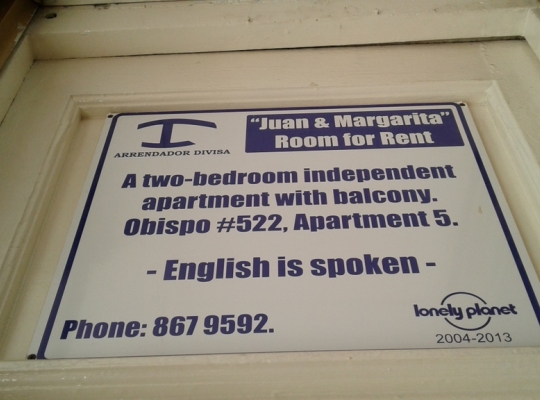 "Juan & Margarita"
Room for Rent
ARRENDADOR DIVISA
A two-bedroom independent
apartment with balcony.
Obispo #522, Apartment 5.
- English is spoken -
Phone: 867 9592.
lonely planet
2004-2013